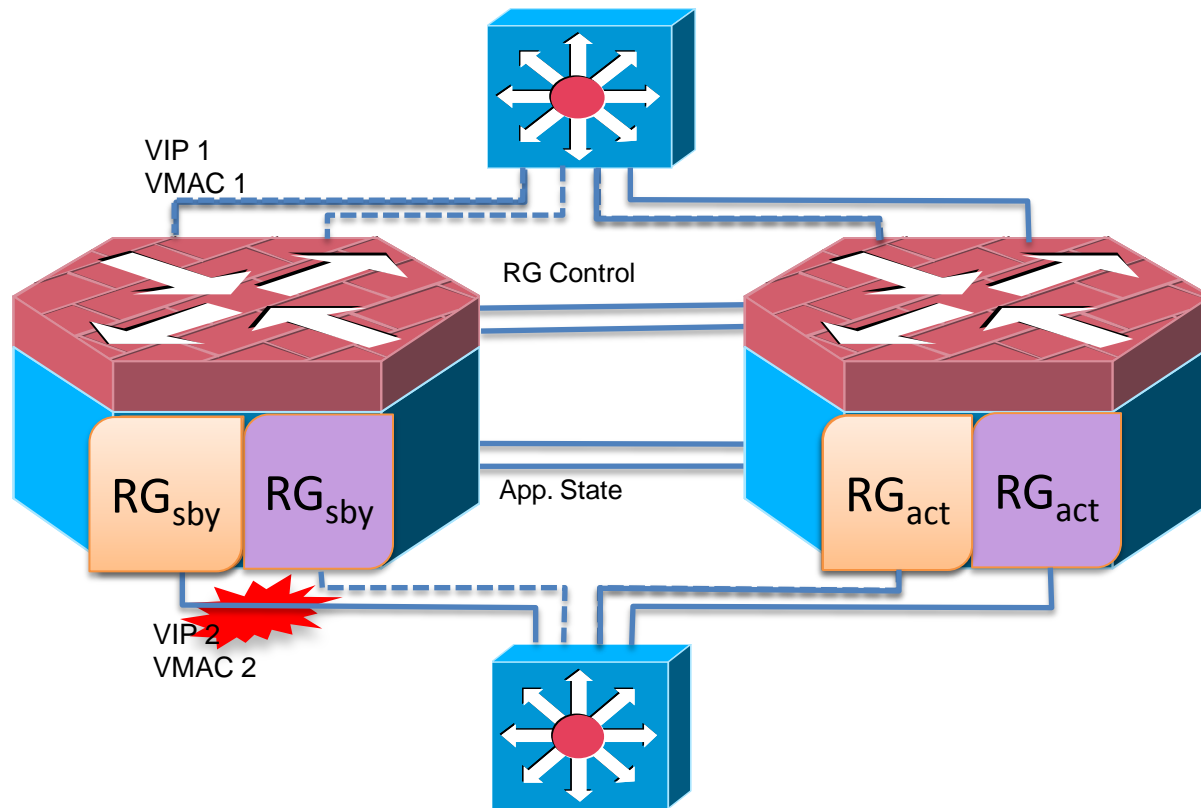 VIP 1
VMAC 1
RG Control
App. State
RGsby
RGsby
RGact
RGact
VIP 2
VMAC 2